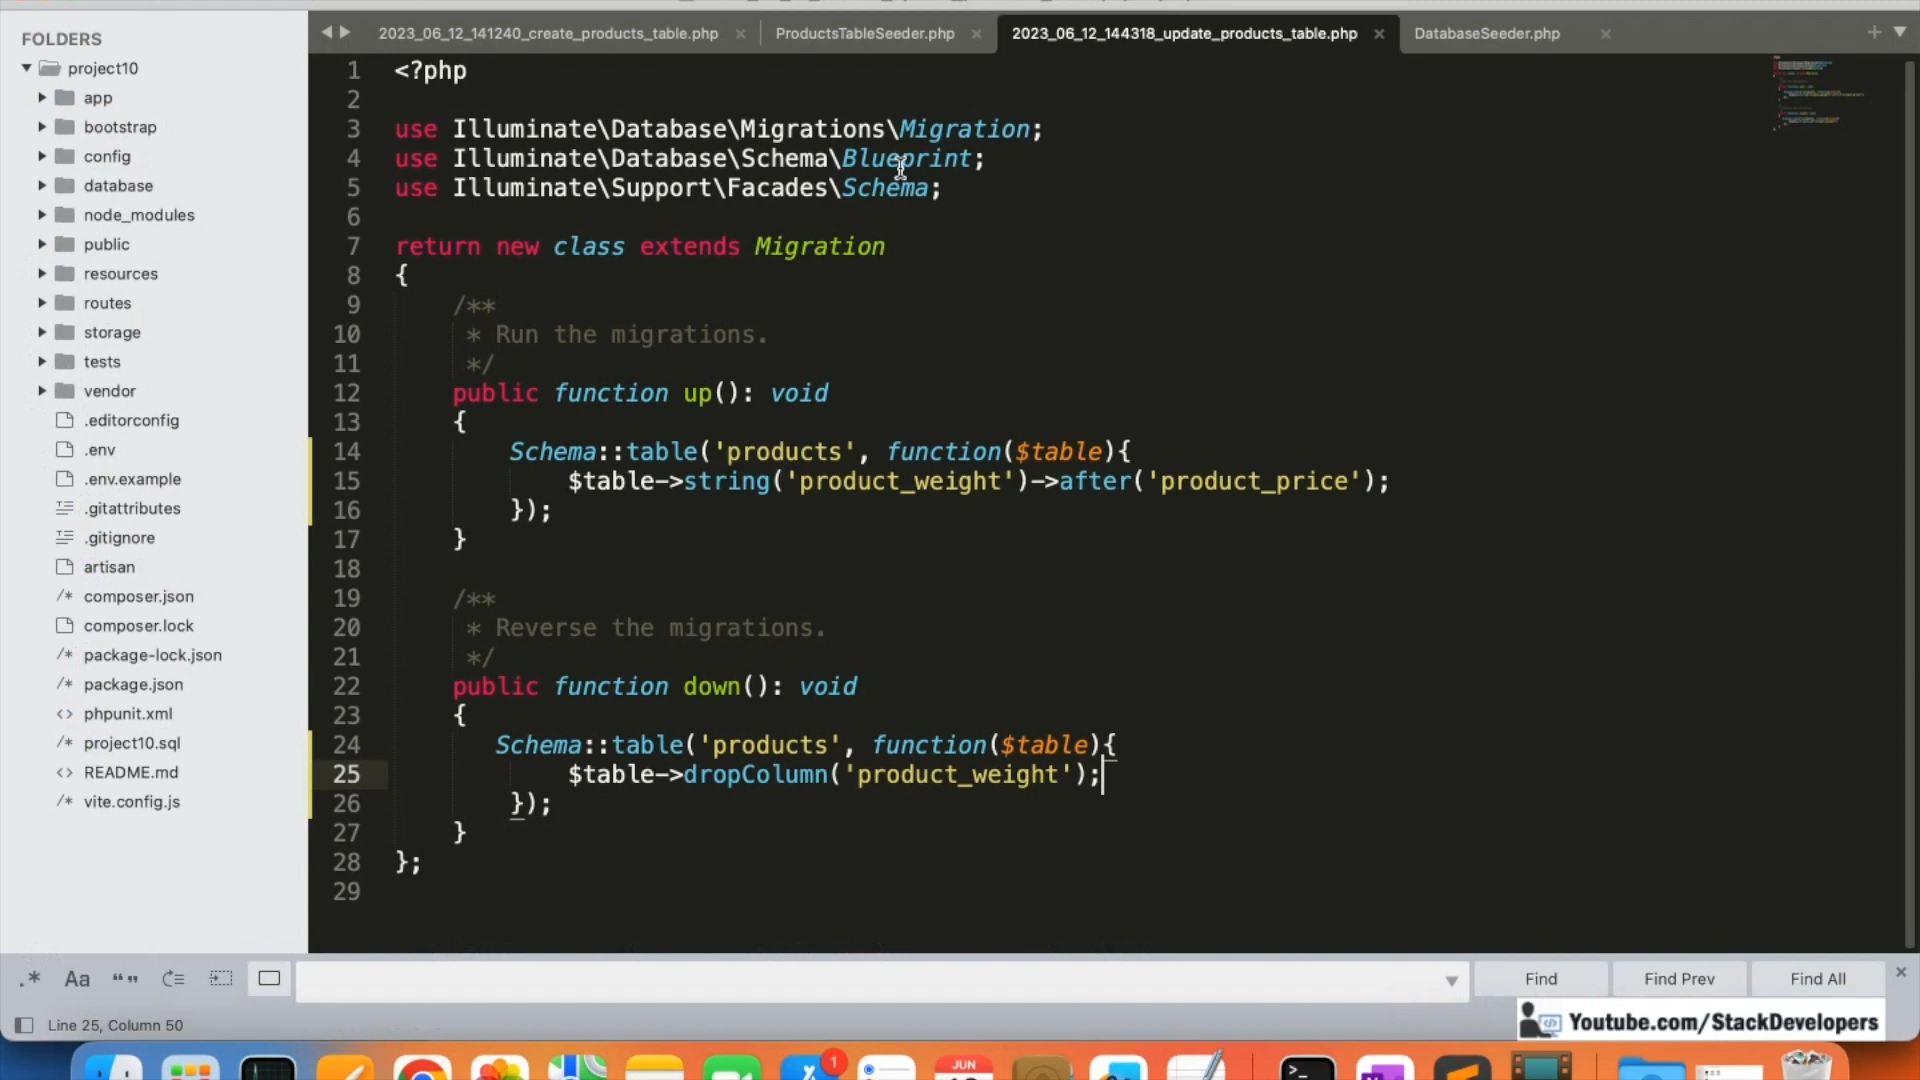 FOLDERS
project10
app
bootstrap
config
database
node_modules
public
resources
routes
storage
tests
vendor
.editorconfig
.env
.env.example
.gitattributes
.gitignore
artisan
/* composer.json
composer.lock
/* package-lock.json
/* package.json
<> phpunit.xml
/* project10.sql
<> README.md
/* vite.config.js
2023_06_12_141240_create_products_table.php × ProductsTableSeeder.php × 2023_06_12_144318_update_products_table.php × DatabaseSeeder.php × +
1 <?php
2
3 use Illuminate\Database\Migrations\Migration;
4 use Illuminate\Database\Schema\Blueprint;
5 use Illuminate\Support\Facades\Schema;
6
7 return new class extends Migration
8 {
9 /**
10 * Run the migrations.
11 */
12 public function up(): void
13 {
14 Schema::table('products', function($table){
15 $table->string('product_weight')->after('product_price');
16 });
17 }
18
19 /**
20 * Reverse the migrations.
21 */
22 public function down(): void
23 {
24 Schema::table('products', function($table){
25 $table->dropColumn('product_weight');
26 });
27 }
28 };
29
.* Aa “” Find Find Prev Find All ×
Line 25, Column 50
Youtube.com/StackDevelopers
1
JUN